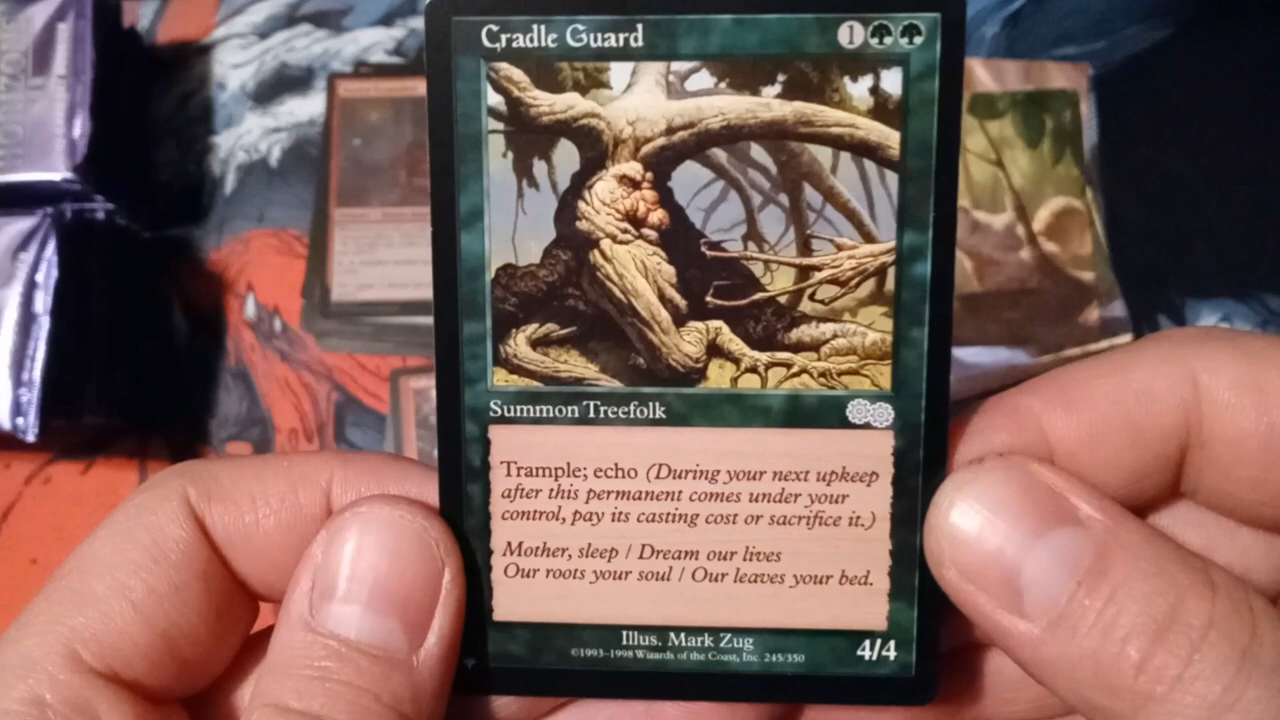 Cradle Guard 1
Summon Treefolk
Trample; echo (During your next upkeep
after this permanent comes under your
control, pay its casting cost or sacrifice it.)
Mother, sleep / Dream our lives
Our roots your soul / Our leaves your bed.
Illus. Mark Zug
©1993–1998 Wizards of the Coast, Inc. 245/350
4/4